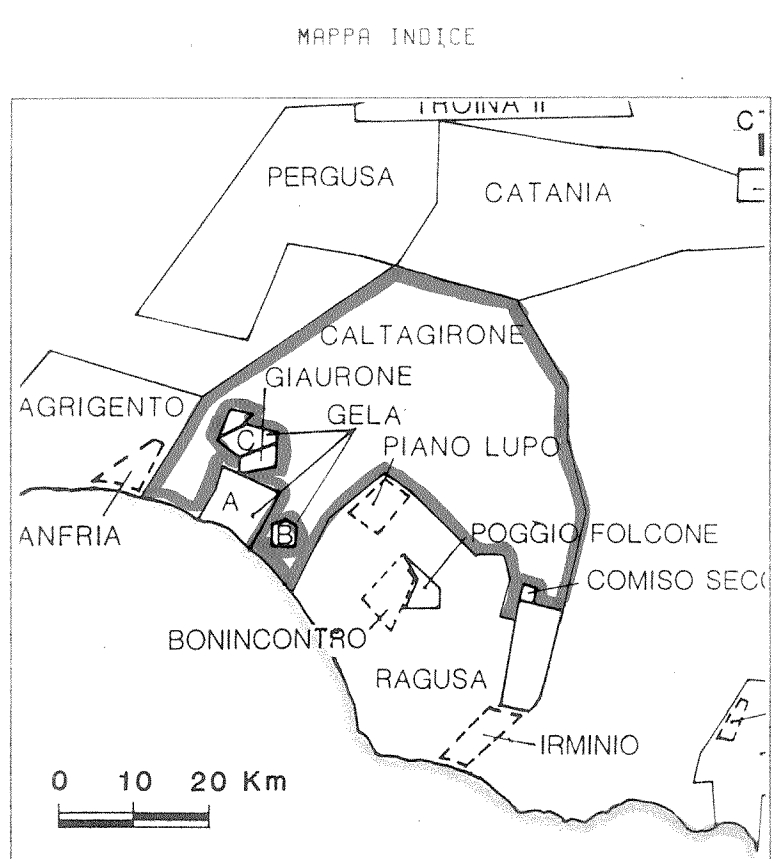 MAPPA INDICE
TROINA II
PERGUSA
CATANIA
CALTAGIRONE
GIAURONE
AGRIGENTO
GELA
C
PIANO LUPO
A
ANFRIA
B
POGGIO FOLCONE
COMISO SEC
BONINCONTRO
RAGUSA
IRMINIO
0 10 20 Km